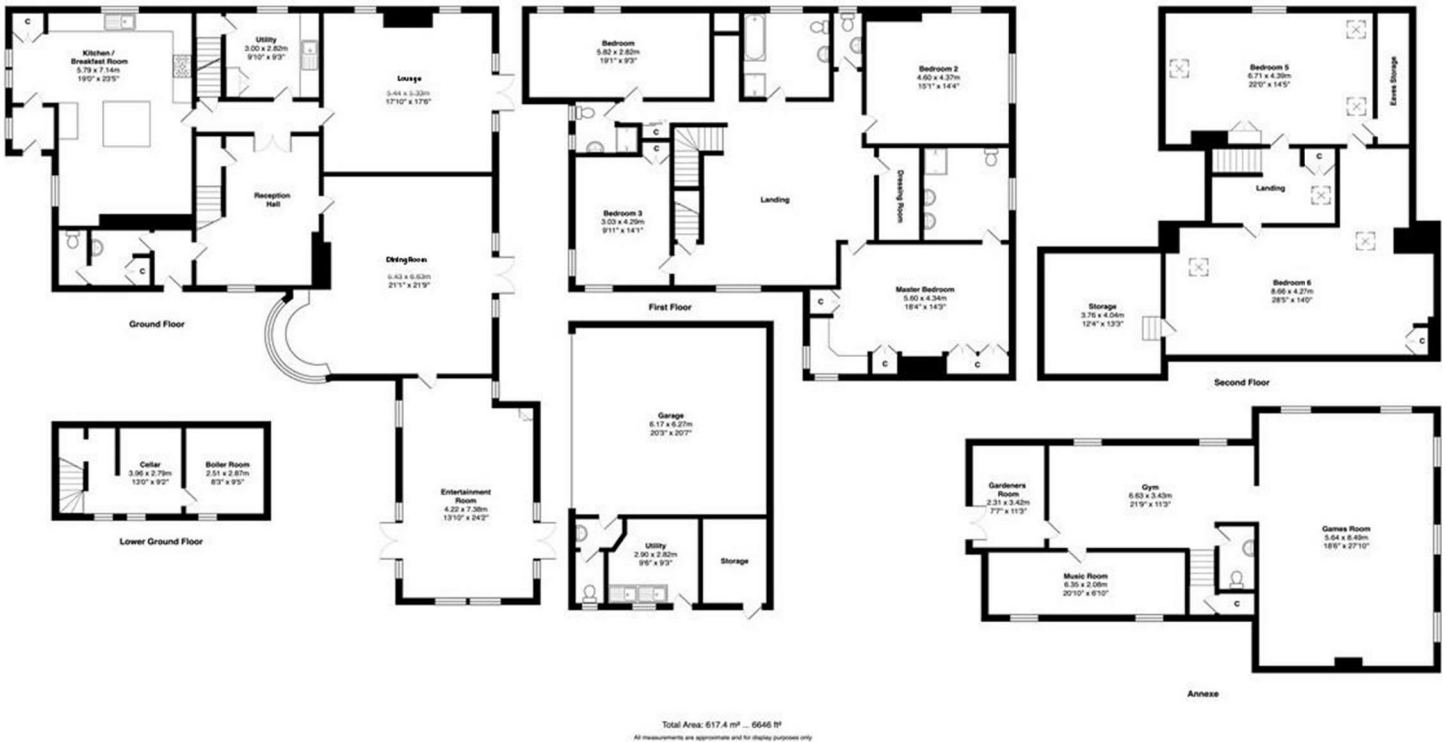 Kitchen /
Breakfast Room
5.79 x 7.14m
19'0" x 23'5"
C
Utility
3.00 x 2.82m
9'10" x 9'3"
Lounge
5.44 x 5.33m
17'10" x 17'6"
Reception
Hall
Dining Room
6.43 x 6.63m
21'1" x 21'9"
C
Ground Floor
Entertainment
Room
4.22 x 7.38m
13'10" x 24'2"
Cellar
3.96 x 2.79m
13'0" x 9'2"
Boiler Room
2.51 x 2.87m
8'3" x 9'5"
Lower Ground Floor
Bedroom
5.82 x 2.82m
19'1" x 9'3"
Bedroom 2
4.60 x 4.37m
15'1" x 14'4"
C
C
Bedroom 3
3.03 x 4.29m
9'11" x 14'1"
Landing
Dressing Room
Master Bedroom
5.60 x 4.34m
18'4" x 14'3"
C
C
C
First Floor
Garage
6.17 x 6.27m
20'3" x 20'7"
Utility
2.90 x 2.82m
9'6" x 9'3"
Storage
Bedroom 5
6.71 x 4.39m
22'0" x 14'5"
Eaves Storage
C
Landing
Bedroom 6
8.66 x 4.27m
28'5" x 14'0"
Storage
3.76 x 4.04m
12'4" x 13'3"
C
Second Floor
Gardeners
Room
2.31 x 3.42m
7'7" x 11'3"
Gym
6.63 x 3.43m
21'9" x 11'3"
Games Room
5.64 x 8.49m
18'6" x 27'10"
Music Room
6.35 x 2.08m
20'10" x 6'10"
C
Annexe
Total Area: 617.4 m² ... 6646 ft²
All measurements are approximate and for display purposes only